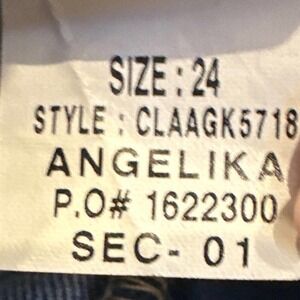 SIZE : 24
STYLE : CLAAGK5718
ANGELIKA
P.O# 1622300
SEC- 01